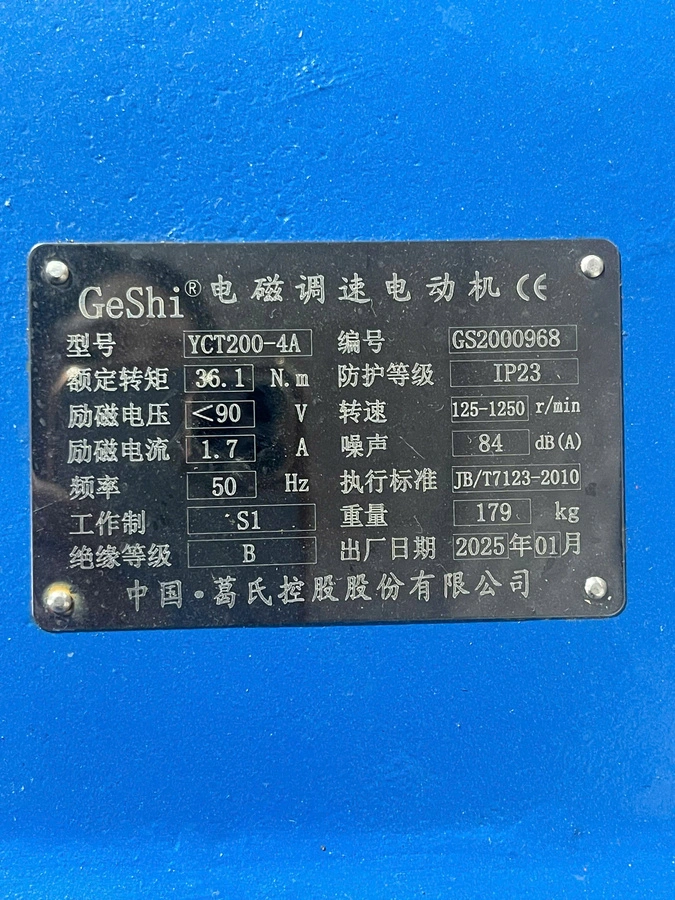 GeShi® 电磁调速电动机 CE
型号 YCT200-4A 编号 GS2000968
额定转矩 36.1 N.m 防护等级 IP23
励磁电压 <90 V 转速 125-1250 r/min
励磁电流 1.7 A 噪声 84 dB(A)
频率 50 Hz 执行标准 JB/T7123-2010
工作制 S1 重量 179 kg
绝缘等级 B 出厂日期 2025年01月
中国·葛氏控股股份有限公司